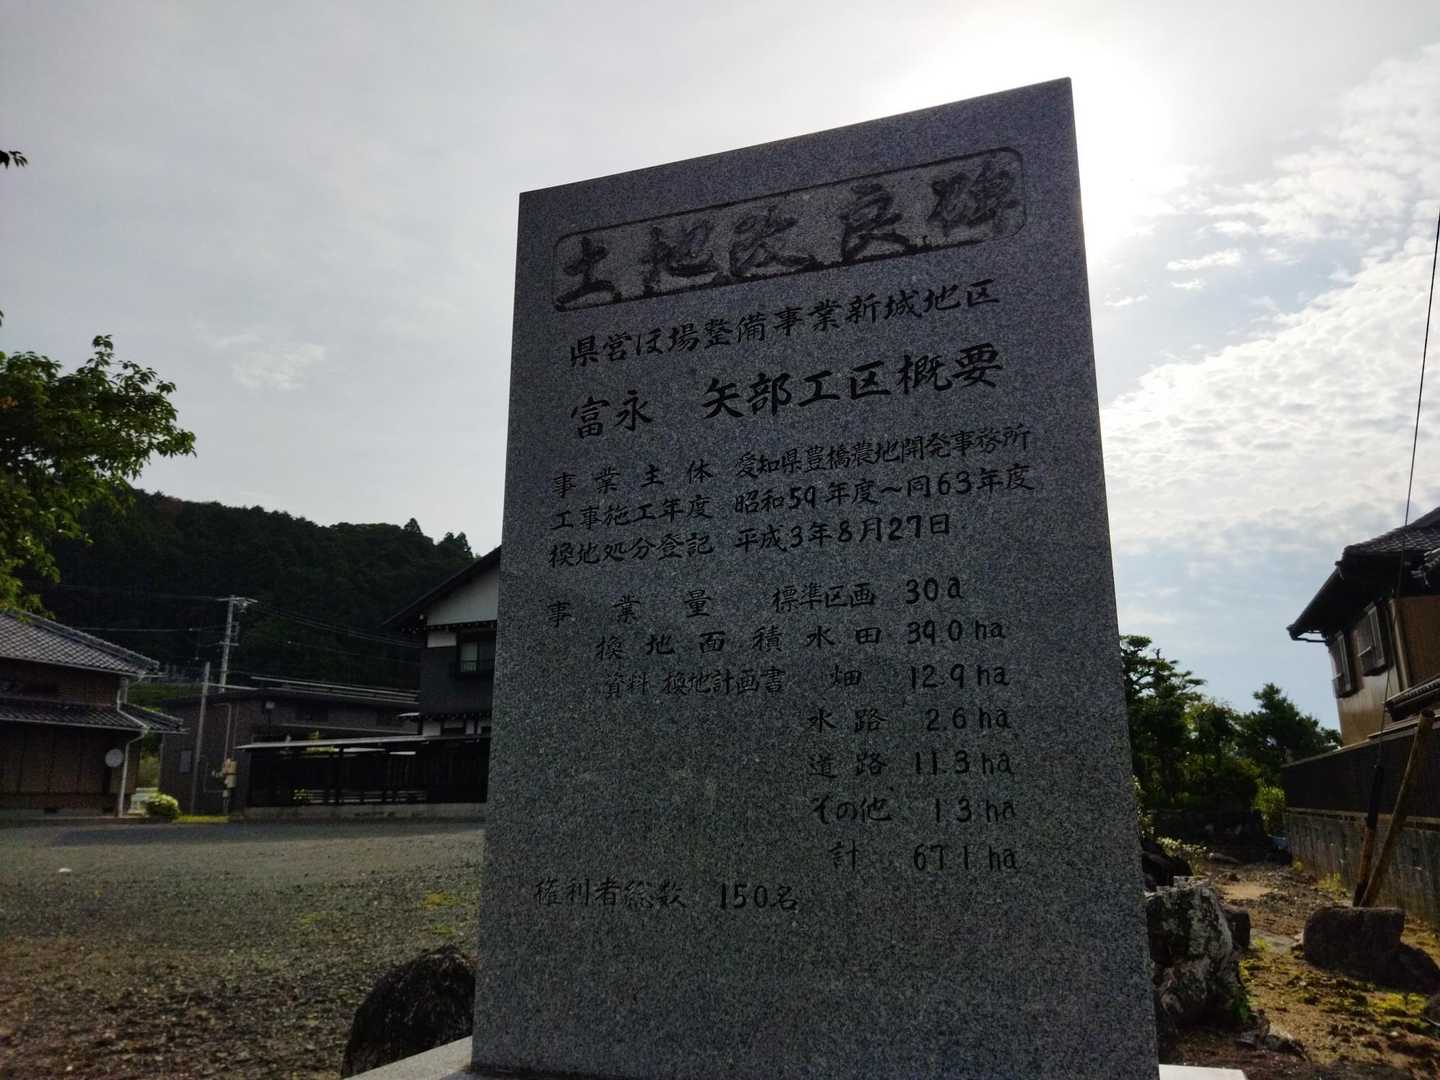 土地改良碑
県営ほ場整備事業新城地区
富永 矢部工区概要
事業主体 愛知県豊橋農地開発事務所
工事施工年度 昭和59年度～同63年度
換地処分登記 平成3年8月27日
事業量 標準区画 30a
換地面積 水田 39.0ha
資料 換地計画書 畑 12.9ha
水路 2.6ha
道路 11.3ha
その他 1.3ha
計 67.1ha
権利者総数 150名